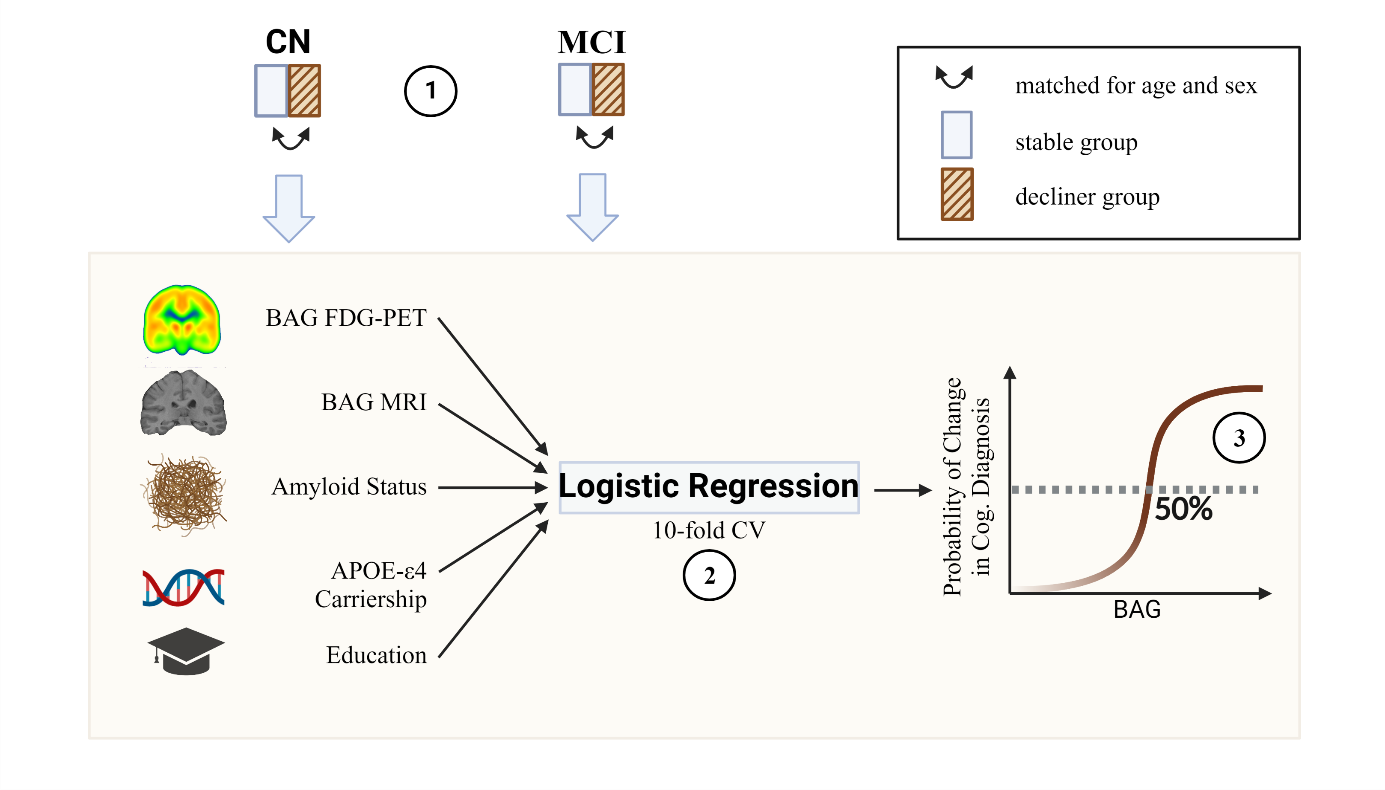 CN
MCI
1
matched for age and sex
stable group
decliner group
BAG FDG-PET
BAG MRI
Amyloid Status
APOE-ε4
Carriership
Education
Logistic Regression
10-fold CV
2
Probability of Change
in Cog. Diagnosis
3
50%
BAG